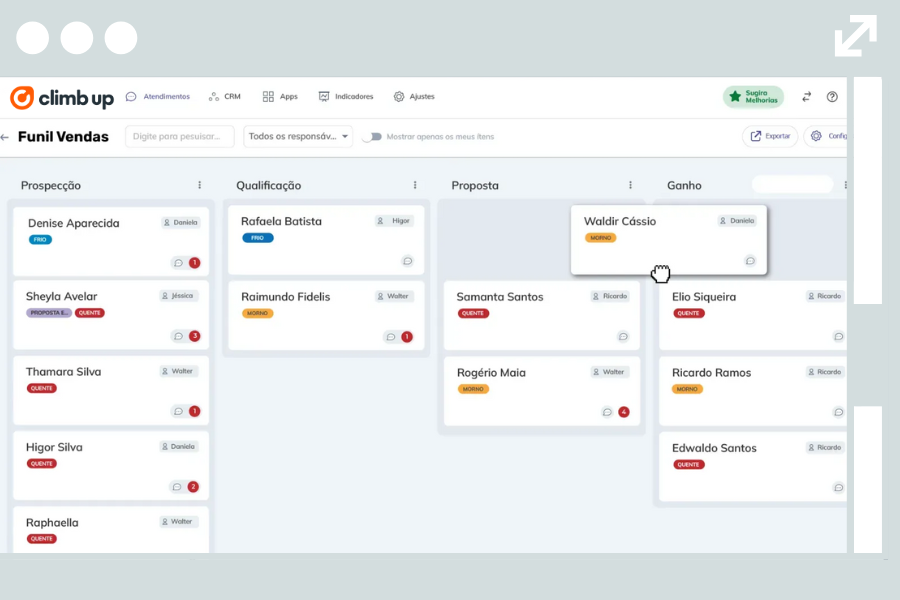 climb up
Atendimentos
CRM
Apps
Indicadores
Ajustes
Sugira
Melhorias
Funil Vendas
Digite para pesuisar...
Todos os responsáv...
Mostrar apenas os meus itens
Exportar
Config
Prospecção
Denise Aparecida
Daniela
FRIO
1
Sheyla Avelar
Jéssica
PROPOSTA E...
QUENTE
3
Thamara Silva
Walter
QUENTE
1
Higor Silva
Daniela
QUENTE
2
Raphaella
Walter
QUENTE
Qualificação
Rafaela Batista
Higor
FRIO
Raimundo Fidelis
Walter
MORNO
1
Proposta
Waldir Cássio
Daniela
MORNO
Samanta Santos
Ricardo
QUENTE
Rogério Maia
Walter
MORNO
4
Ganho
Elio Siqueira
Ricardo
QUENTE
Ricardo Ramos
Ricardo
MORNO
Edwaldo Santos
Ricardo
QUENTE